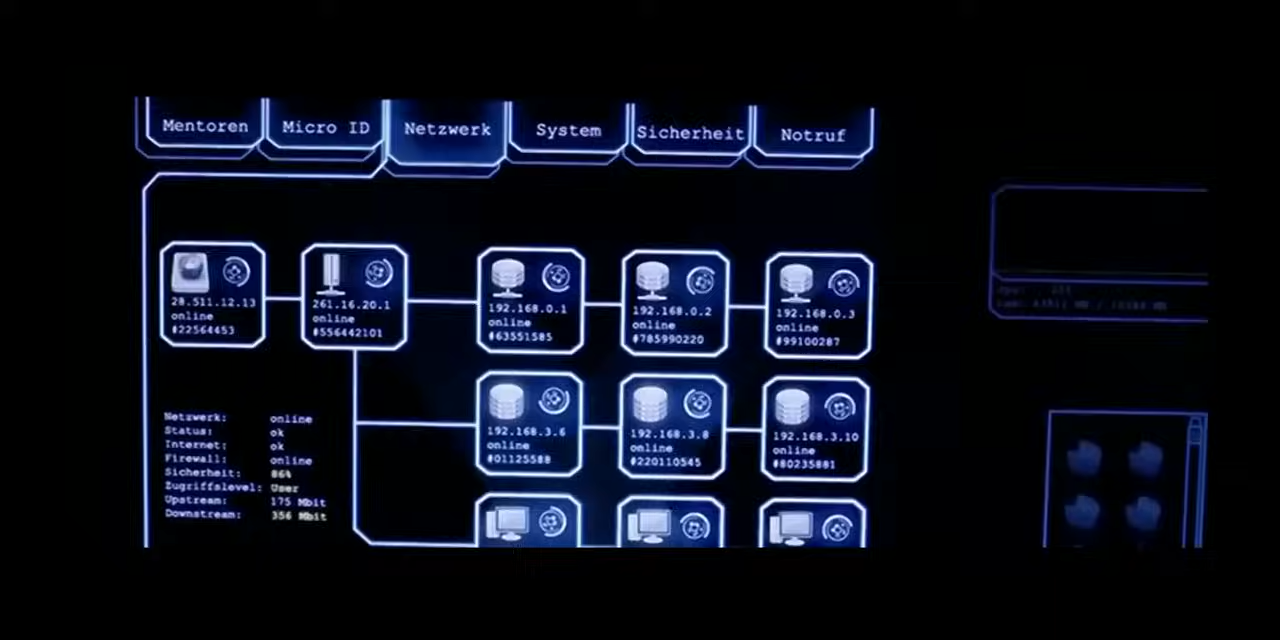 Mentoren
Micro ID
Netzwerk
System
Sicherheit
Notruf
28.511.12.13
online
#22564453
261.16.20.1
online
#556442101
192.168.0.1
online
#63551585
192.168.0.2
online
#785990220
192.168.0.3
online
#99100287
192.168.3.6
online
#01125588
192.168.3.8
online
#220110545
192.168.3.10
online
#80235881
Netzwerk: online
Status: ok
Internet: ok
Firewall: online
Sicherheit: 86%
Zugriffslevel: User
Upstream: 175 Mbit
Downstream: 356 Mbit